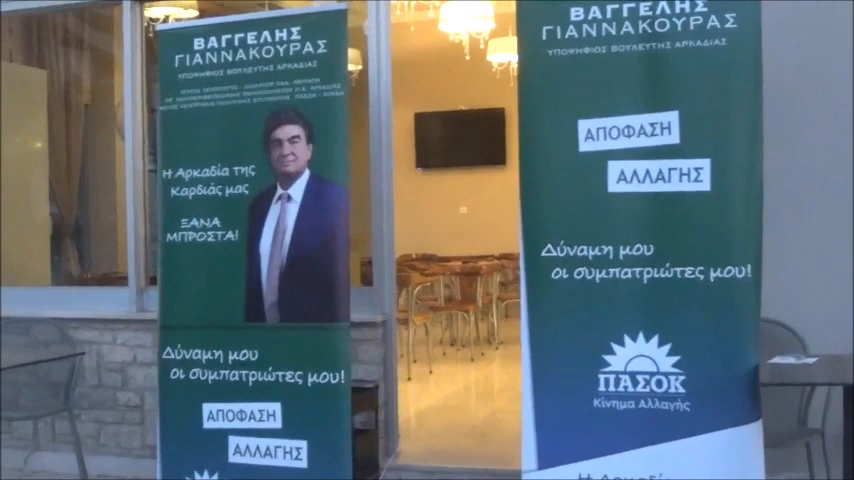 ΒΑΓΓΕΛΗΣ
ΓΙΑΝΝΑΚΟΥΡΑΣ
ΥΠΟΨΗΦΙΟΣ ΒΟΥΛΕΥΤΗΣ ΑΡΚΑΔΙΑΣ
Η Αρκαδία της
Καρδιάς μας
ΞΑΝΑ
ΜΠΡΟΣΤΑ!
Δύναμη μου
οι συμπατριώτες μου!
ΑΠΟΦΑΣΗ
ΑΛΛΑΓΗΣ
ΒΑΓΓΕΛΗΣ
ΓΙΑΝΝΑΚΟΥΡΑΣ
ΥΠΟΨΗΦΙΟΣ ΒΟΥΛΕΥΤΗΣ ΑΡΚΑΔΙΑΣ
ΑΠΟΦΑΣΗ
ΑΛΛΑΓΗΣ
Δύναμη μου
οι συμπατριώτες μου!
ΠΑΣΟΚ
Κίνημα Αλλαγής
Η Αρκαδία